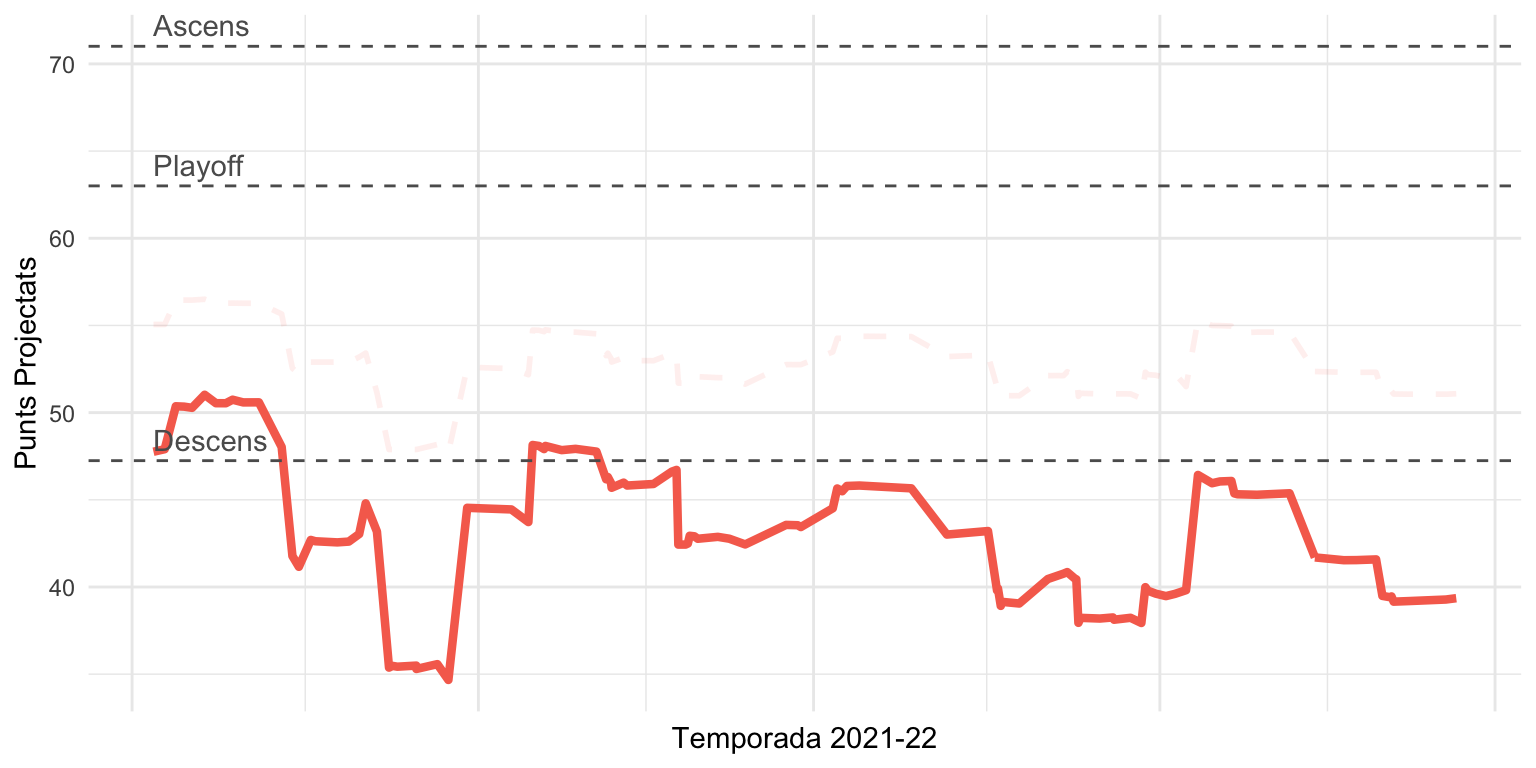 Ascens
70
Playoff
60
50
Descens
40
Punts Projectats
Temporada 2021-22